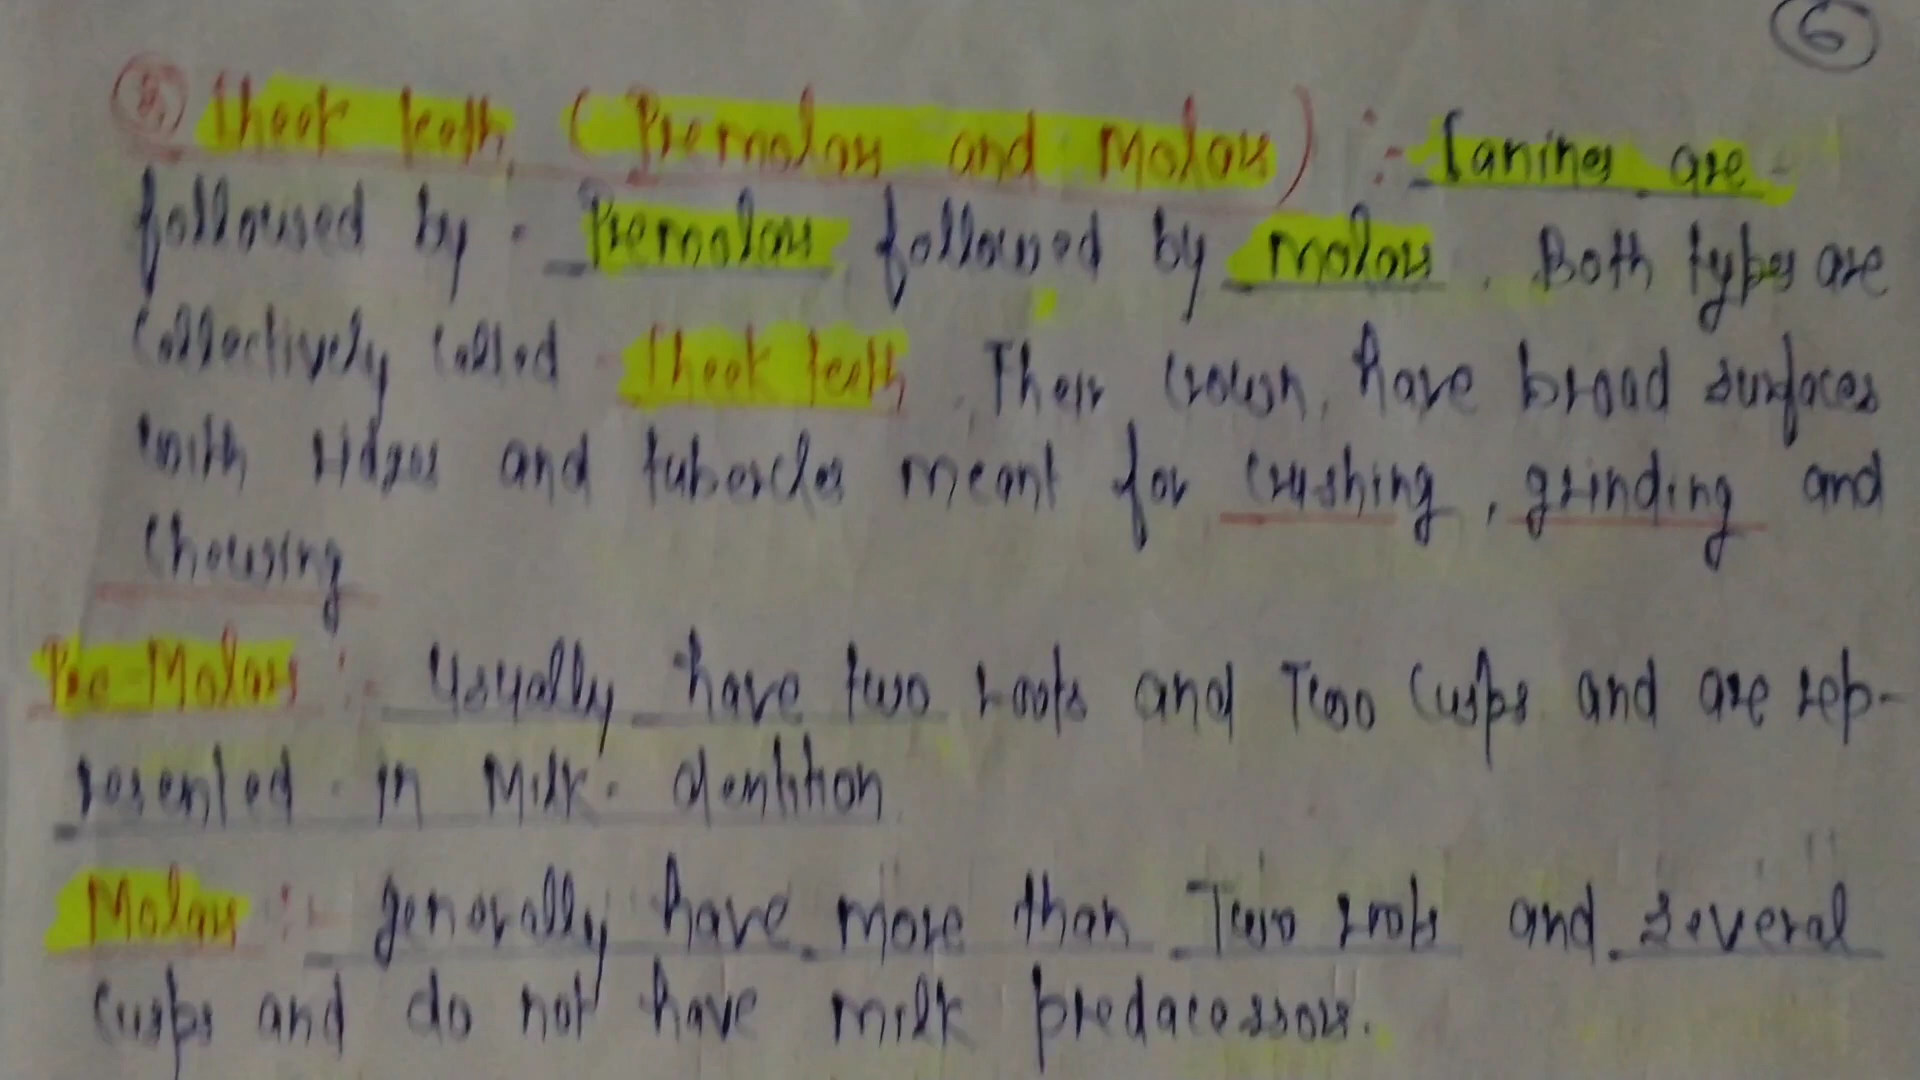 6
③ Cheek teeth (Premolars and Molars) :- Canines are
followed by Premolars followed by molars. Both types are
Collectively called Cheek teeth. Their crown, have broad surfaces
with ridges and tubercles meant for crushing, grinding and
Chewing
Pre-Molars :- Usually have two roots and Two Cusps and are rep-
resented in Milk dentition
Molars :- generally have more than Two roots and several
Cusps and do not have milk predacessors.